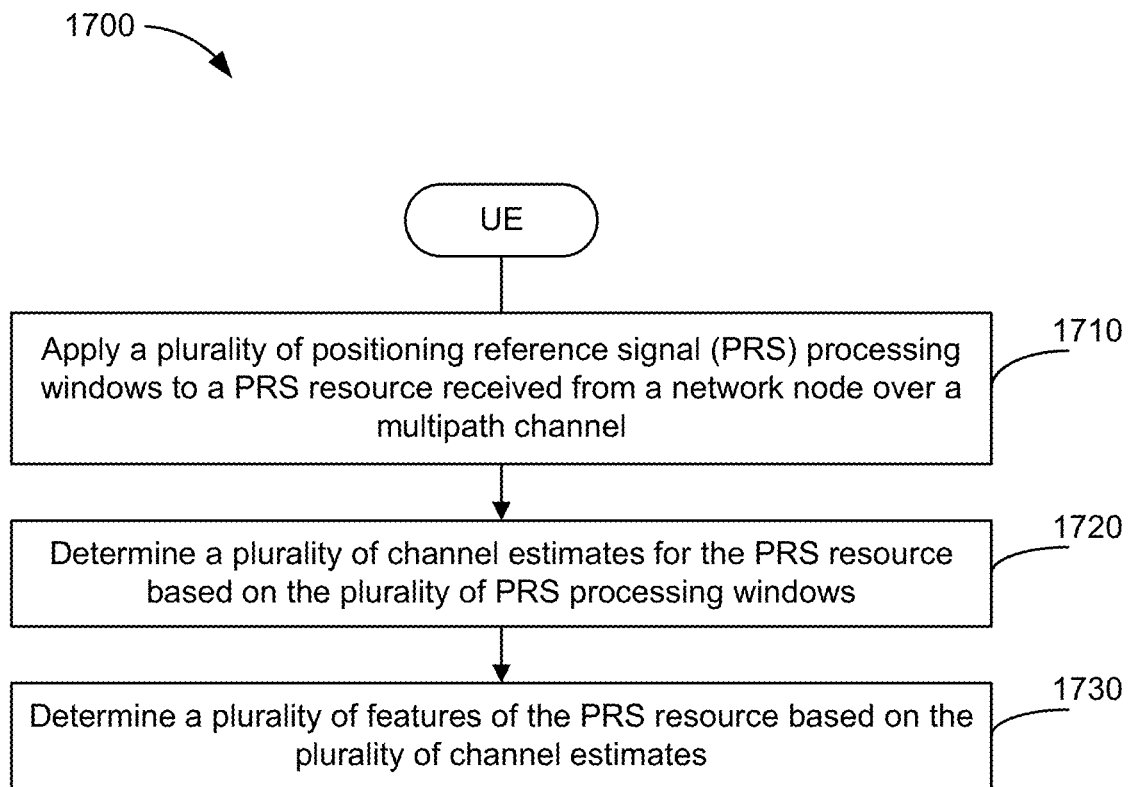 1700
UE
Apply a plurality of positioning reference signal (PRS) processing
windows to a PRS resource received from a network node over a
multipath channel
1710
Determine a plurality of channel estimates for the PRS resource
based on the plurality of PRS processing windows
1720
Determine a plurality of features of the PRS resource based on the
plurality of channel estimates
1730